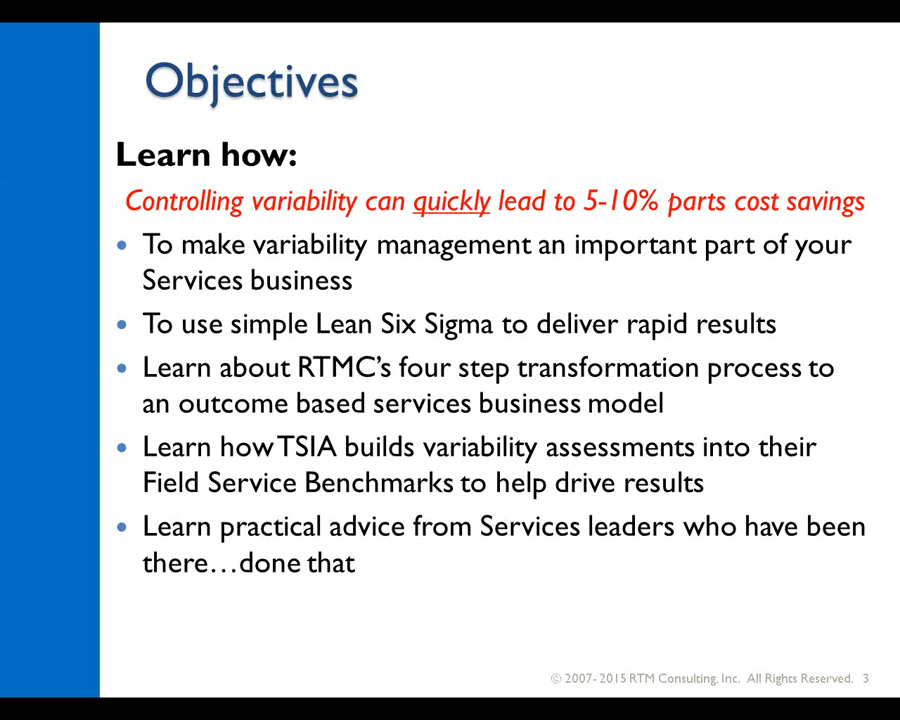 Objectives
Learn how:
Controlling variability can quickly lead to 5-10% parts cost savings
• To make variability management an important part of your
Services business
• To use simple Lean Six Sigma to deliver rapid results
• Learn about RTMC's four step transformation process to
an outcome based services business model
• Learn how TSIA builds variability assessments into their
Field Service Benchmarks to help drive results
• Learn practical advice from Services leaders who have been
there…done that
© 2007- 2015 RTM Consulting, Inc. All Rights Reserved. 3